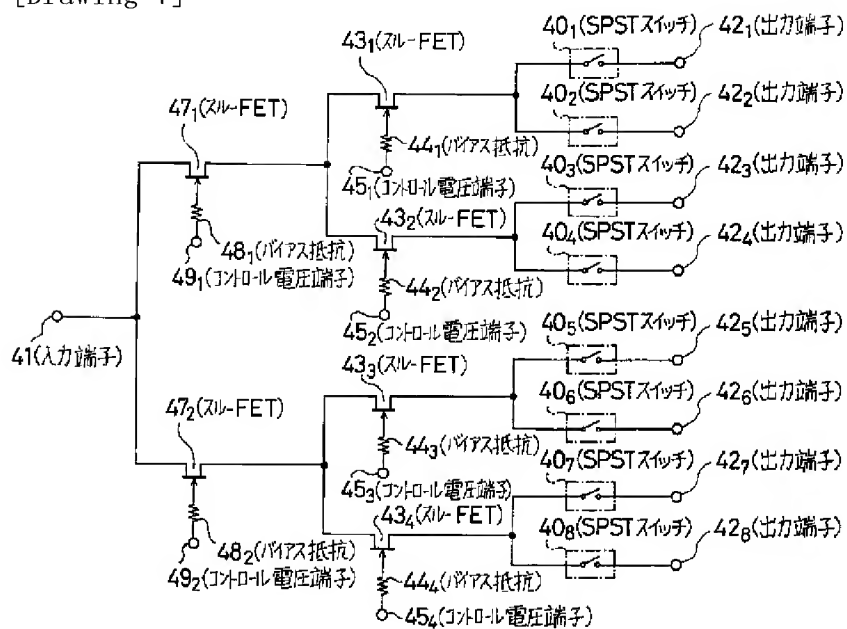 43₁(スルーFET)
40₁(SPSTスイッチ) 42₁(出力端子)
47₁(スルーFET)
40₂(SPSTスイッチ) 42₂(出力端子)
44₁(バイアス抵抗)
45₁(コントロール電圧端子)
40₃(SPSTスイッチ) 42₃(出力端子)
43₂(スルーFET)
48₁(バイアス抵抗)
49₁(コントロール電圧端子)
40₄(SPSTスイッチ) 42₄(出力端子)
44₂(バイアス抵抗)
45₂(コントロール電圧端子)
41(入力端子)
40₅(SPSTスイッチ) 42₅(出力端子)
43₃(スルーFET)
47₂(スルーFET)
40₆(SPSTスイッチ) 42₆(出力端子)
44₃(バイアス抵抗)
45₃(コントロール電圧端子)
40₇(SPSTスイッチ) 42₇(出力端子)
43₄(スルーFET)
48₂(バイアス抵抗)
49₂(コントロール電圧端子)
40₈(SPSTスイッチ) 42₈(出力端子)
44₄(バイアス抵抗)
45₄(コントロール電圧端子)